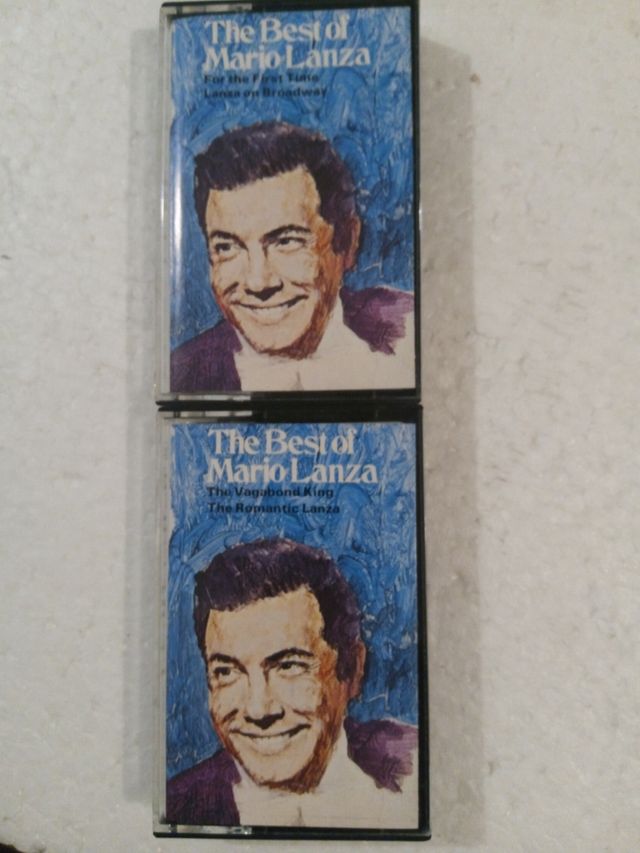 The Best of
Mario Lanza
For the First Time
Lanza on Broadway
The Best of
Mario Lanza
The Vagabond King
The Romantic Lanza